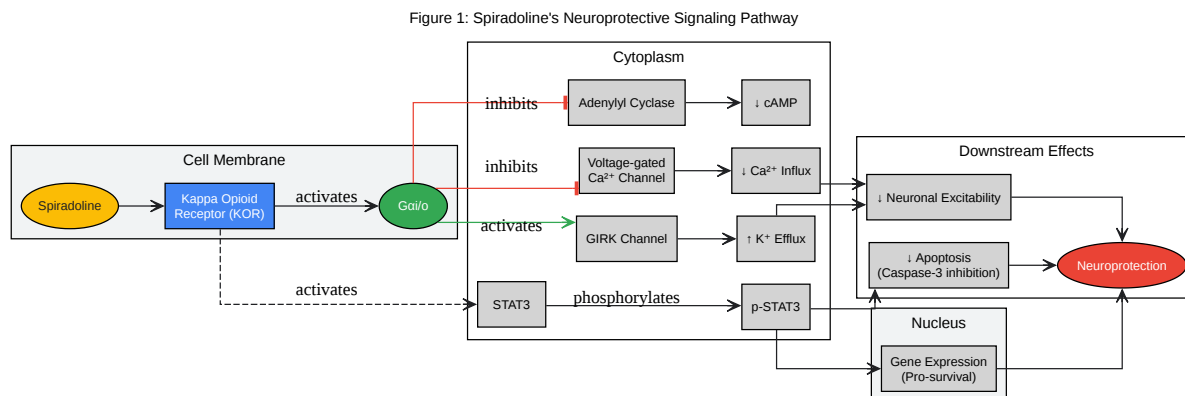 Figure 1: Spiradoline's Neuroprotective Signaling Pathway
Cell Membrane
Spiradoline
Kappa Opioid
Receptor (KOR)
activates
Gαi/o
activates
Cytoplasm
inhibits
Adenylyl Cyclase
↓ cAMP
inhibits
Voltage-gated
Ca²⁺ Channel
↓ Ca²⁺ Influx
activates
GIRK Channel
↑ K⁺ Efflux
STAT3
phosphorylates
p-STAT3
Downstream Effects
↓ Neuronal Excitability
↓ Apoptosis
(Caspase-3 inhibition)
Neuroprotection
Nucleus
Gene Expression
(Pro-survival)